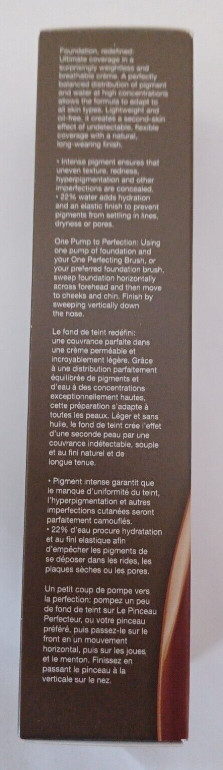 Foundation, redefined:
Ultimate coverage in a
surprisingly weightless and
breathable crème. A perfectly
balanced distribution of pigment
and water at high concentrations
allows the formula to adapt to
all skin types. Lightweight and
oil-free, it creates a second-skin
effect of undetectable, flexible
coverage with a natural,
long-wearing finish.
• Intense pigment ensures that
uneven texture, redness,
hyperpigmentation and other
imperfections are concealed.
• 22% water adds hydration
and an elastic finish to prevent
pigments from settling in lines,
dryness or pores.
One Pump to Perfection: Using
one pump of foundation and
your One Perfecting Brush, or
your preferred foundation brush,
sweep foundation horizontally
across forehead and then move
to cheeks and chin. Finish by
sweeping vertically down
the nose.
Le fond de teint redéfini:
une couvrance parfaite dans
une crème perméable et
incroyablement légère. Grâce
à une distribution parfaitement
équilibrée de pigments et
d'eau à des concentrations
exceptionnellement hautes,
cette préparation s'adapte à
toutes les peaux. Léger et sans
huile, le fond de teint crée l'effet
d'une seconde peau par une
couvrance indétectable, souple
et au fini naturel et de
longue tenue.
• Pigment intense garantit que
le manque d'uniformité du teint,
l'hyperpigmentation et autres
imperfections cutanées seront
parfaitement camouflés.
• 22% d'eau procure hydratation
et au fini elastique afin
d'empêcher les pigments de
se déposer dans les rides, les
plaques sèches ou les pores.
Un petit coup de pompe vers
la perfection: pompez un peu
de fond de teint sur Le Pinceau
Perfecteur, ou votre pinceau
préféré, puis passez-le sur le
front en un mouvement
horizontal, puis sur les joues
et le menton. Finissez en
passant le pinceau à la
verticale sur le nez.